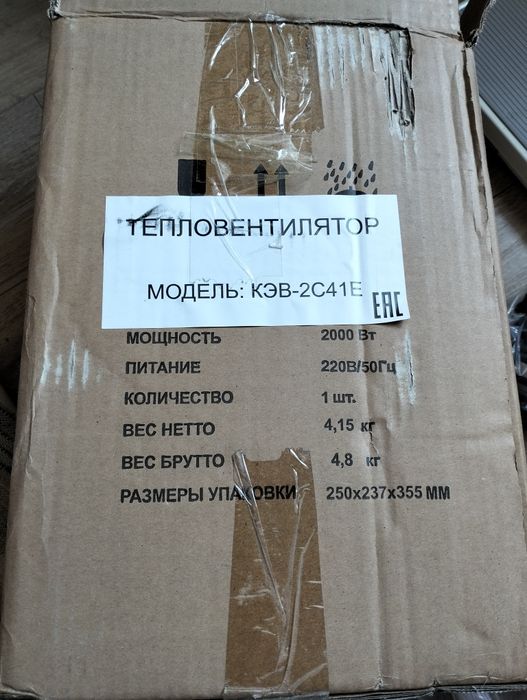 ТЕПЛОВЕНТИЛЯТОР
МОДЕЛЬ: КЭВ-2С41Е
ЕАС
МОЩНОСТЬ 2000 Вт
ПИТАНИЕ 220В/50Гц
КОЛИЧЕСТВО 1 шт.
ВЕС НЕТТО 4,15 кг
ВЕС БРУТТО 4,8 кг
РАЗМЕРЫ УПАКОВКИ 250х237х355 ММ